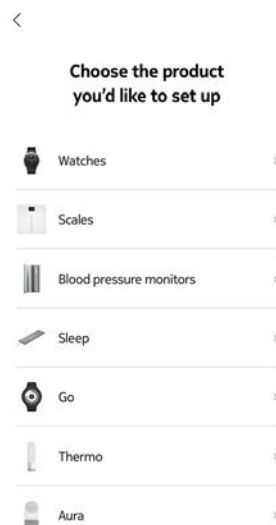 Choose the product
you'd like to set up
Watches
Scales
Blood pressure monitors
Sleep
Go
Thermo
Aura